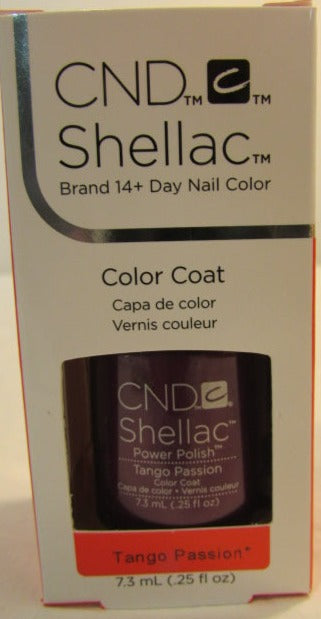 CND™ C™
Shellac™
Brand 14+ Day Nail Color
Color Coat
Capa de color
Vernis couleur
CND C®
Shellac™
Power Polish™
Tango Passion
Color Coat
Capa de color • Vernis couleur
7.3 mL (.25 fl oz)
Tango Passion*
7.3 mL (.25 fl oz)